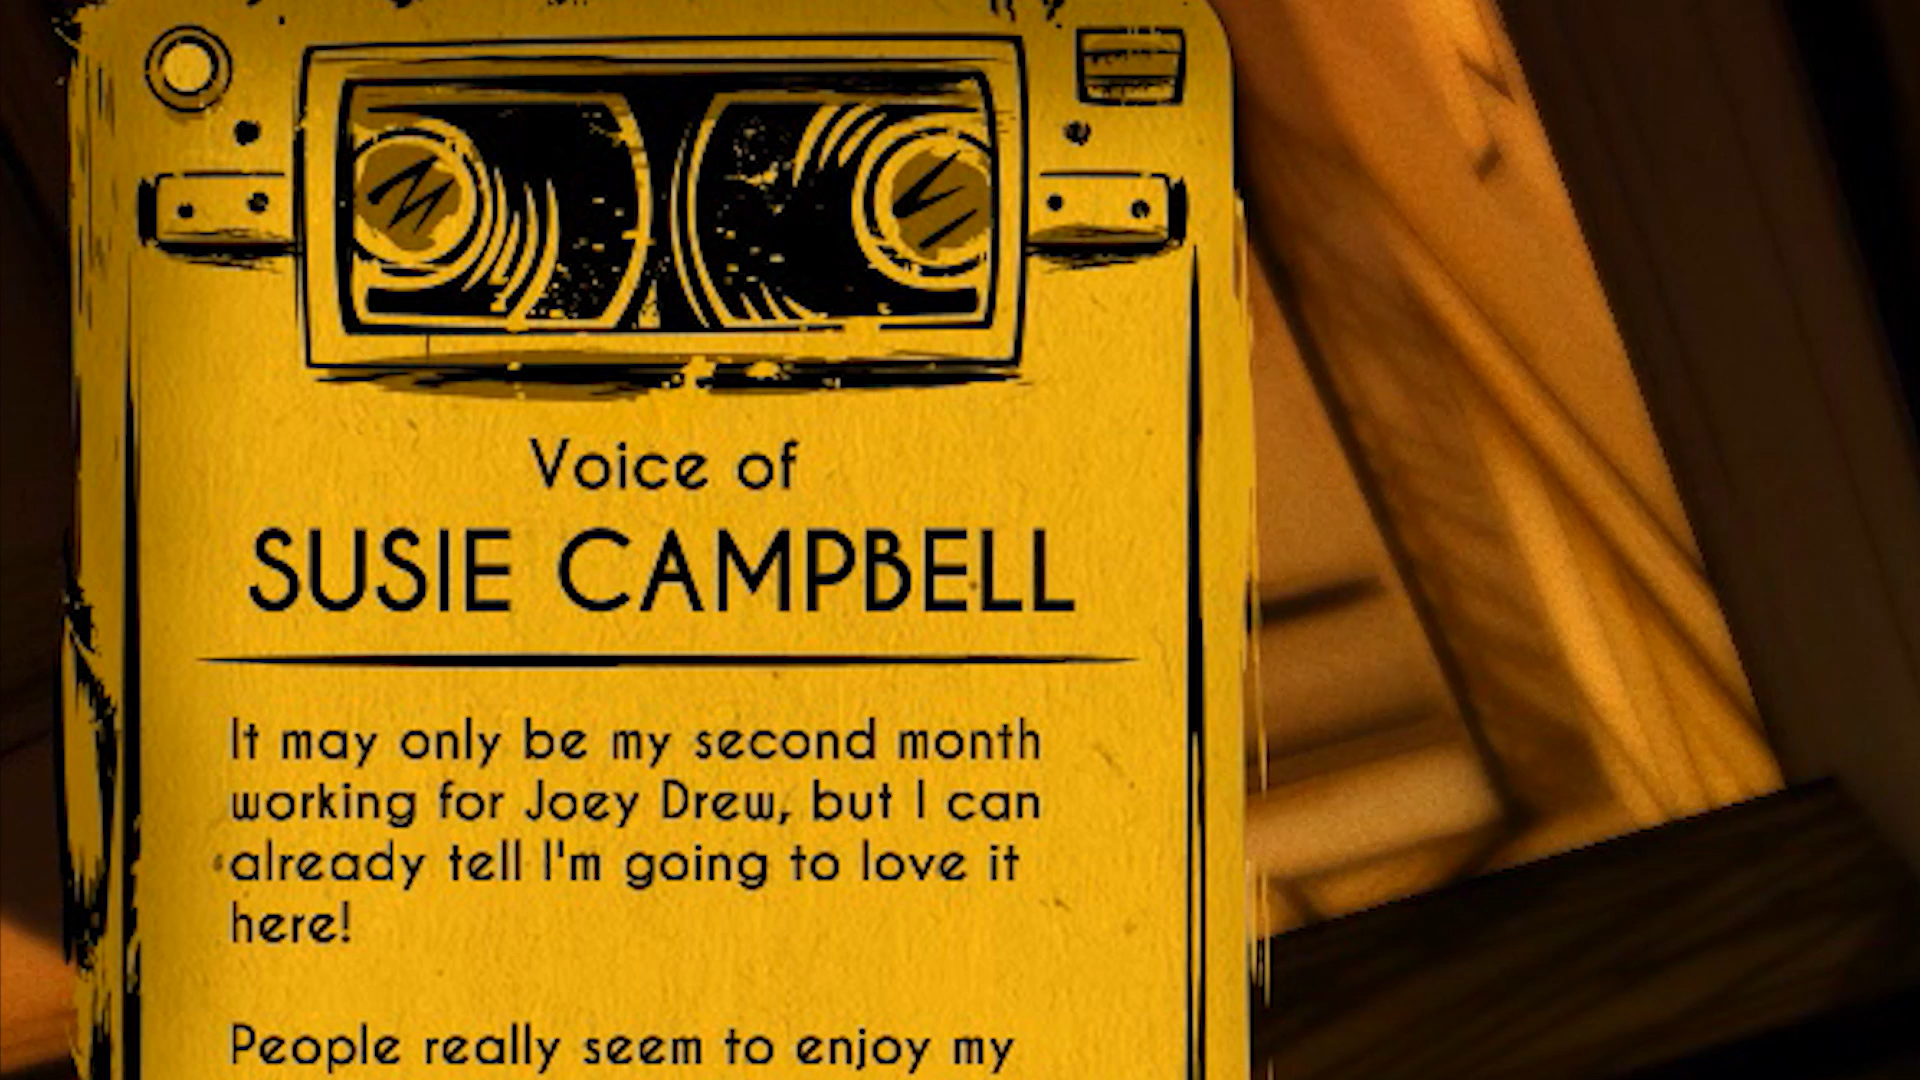 Voice of
SUSIE CAMPBELL
It may only be my second month
working for Joey Drew, but I can
already tell I'm going to love it
here!
People really seem to enjoy my